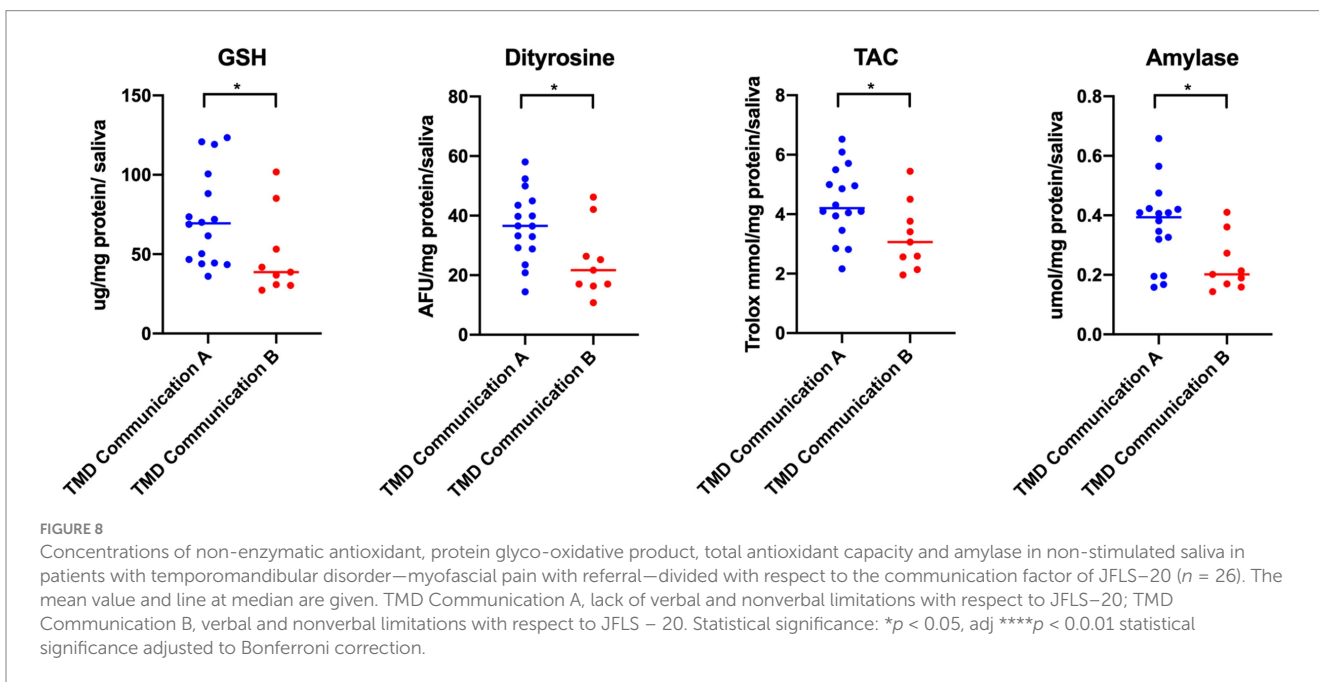 GSH
Dityrosine
TAC
Amylase
*
*
*
*
ug/mg protein/ saliva
150
100
50
0
AFU/mg protein/saliva
80
60
40
20
0
Trolox mmol/mg protein/saliva
8
6
4
2
0
umol/mg protein/saliva
0.8
0.6
0.4
0.2
0.0
TMD Communication A
TMD Communication B
TMD Communication A
TMD Communication B
TMD Communication A
TMD Communication B
TMD Communication A
TMD Communication B
FIGURE 8
Concentrations of non-enzymatic antioxidant, protein glyco-oxidative product, total antioxidant capacity and amylase in non-stimulated saliva in
patients with temporomandibular disorder—myofascial pain with referral—divided with respect to the communication factor of JFLS–20 (n = 26). The
mean value and line at median are given. TMD Communication A, lack of verbal and nonverbal limitations with respect to JFLS–20; TMD
Communication B, verbal and nonverbal limitations with respect to JFLS – 20. Statistical significance: *p < 0.05, adj ****p < 0.0.01 statistical
significance adjusted to Bonferroni correction.